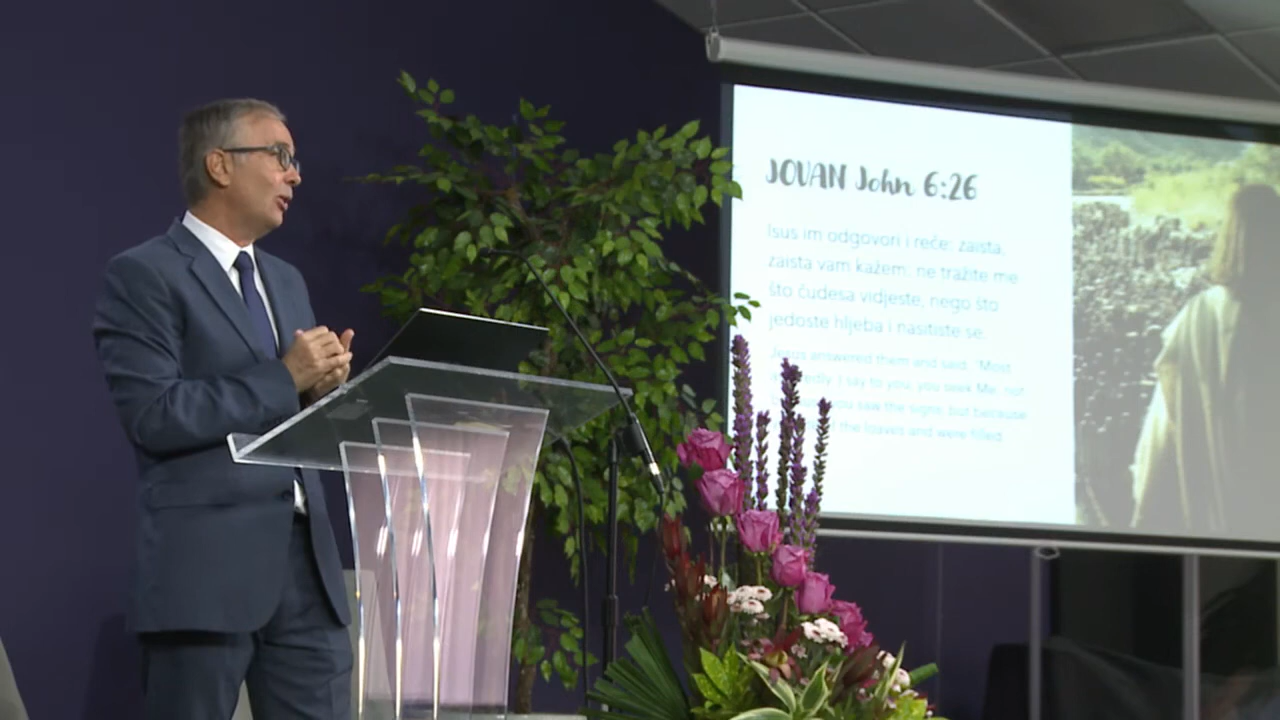 JOVAN John 6:26
Isus im odgovori i reče: zaista,
zaista vam kažem: ne tražite me
što čudesa vidjeste, nego što
jedoste hljeba i nasitiste se.
Jesus answered them and said, "Most
I say to you, you seek Me, not
you saw the signs, but because
of the loaves and were filled.